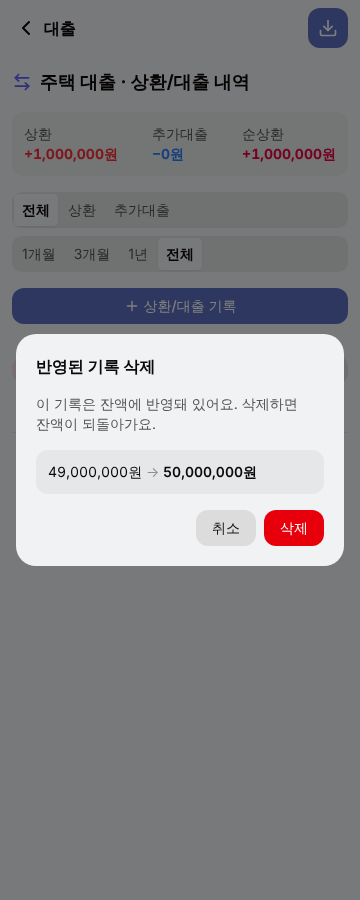 대출
주택 대출 · 상환/대출 내역
상환 추가대출 순상환
+1,000,000원 −0원 +1,000,000원
전체 상환 추가대출
1개월 3개월 1년 전체
+ 상환/대출 기록
반영된 기록 삭제
이 기록은 잔액에 반영돼 있어요. 삭제하면
잔액이 되돌아가요.
49,000,000원 → 50,000,000원
취소 삭제